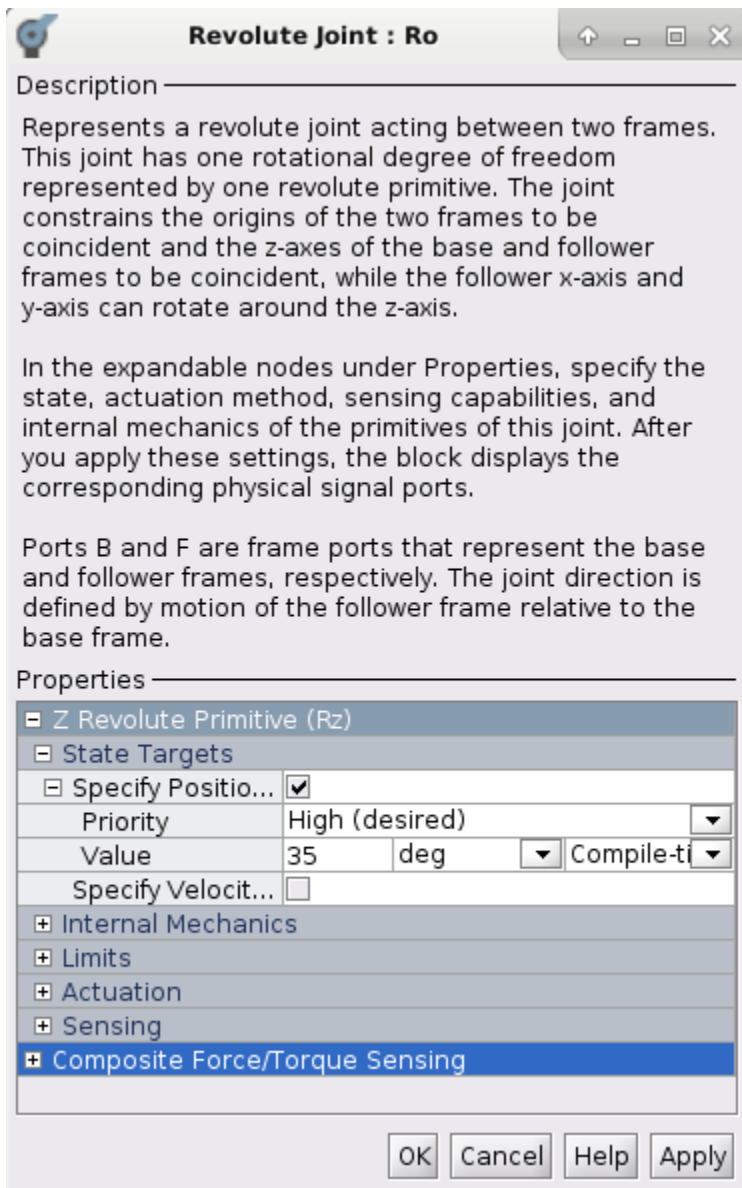 Revolute Joint : Ro
Description
Represents a revolute joint acting between two frames.
This joint has one rotational degree of freedom
represented by one revolute primitive. The joint
constrains the origins of the two frames to be
coincident and the z-axes of the base and follower
frames to be coincident, while the follower x-axis and
y-axis can rotate around the z-axis.
In the expandable nodes under Properties, specify the
state, actuation method, sensing capabilities, and
internal mechanics of the primitives of this joint. After
you apply these settings, the block displays the
corresponding physical signal ports.
Ports B and F are frame ports that represent the base
and follower frames, respectively. The joint direction is
defined by motion of the follower frame relative to the
base frame.
Properties
Z Revolute Primitive (Rz)
State Targets
Specify Positio...
Priority High (desired)
Value 35 deg Compile-ti
Specify Velocit...
Internal Mechanics
Limits
Actuation
Sensing
Composite Force/Torque Sensing
OK Cancel Help Apply